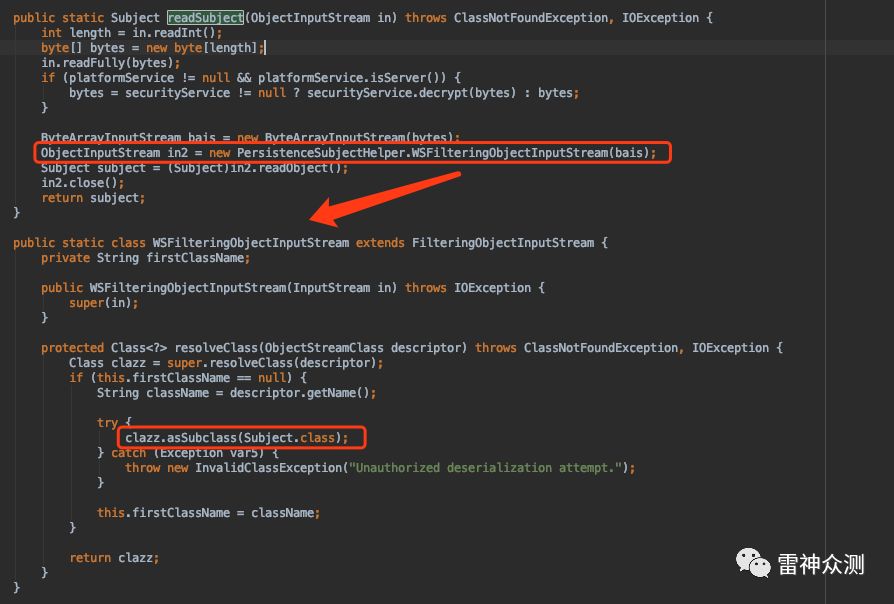 public static Subject readSubject(ObjectInputStream in) throws ClassNotFoundException, IOException {
    int length = in.readInt();
    byte[] bytes = new byte[length];
    in.readFully(bytes);
    if (platformService != null && platformService.isServer()) {
        bytes = securityService != null ? securityService.decrypt(bytes) : bytes;
    }
    ByteArrayInputStream bais = new ByteArrayInputStream(bytes);
    ObjectInputStream in2 = new PersistenceSubjectHelper.WSFilteringObjectInputStream(bais);
    Subject subject = (Subject)in2.readObject();
    in2.close();
    return subject;
}
public static class WSFilteringObjectInputStream extends FilteringObjectInputStream {
    private String firstClassName;
    public WSFilteringObjectInputStream(InputStream in) throws IOException {
        super(in);
    }
    protected Class<?> resolveClass(ObjectStreamClass descriptor) throws ClassNotFoundException, IOException {
        Class clazz = super.resolveClass(descriptor);
        if (this.firstClassName == null) {
            String className = descriptor.getName();
            try {
                clazz.asSubclass(Subject.class);
            } catch (Exception var5) {
                throw new InvalidClassException("Unauthorized deserialization attempt.");
            }
            this.firstClassName = className;
        }
        return clazz;
    }
}
雷神众测